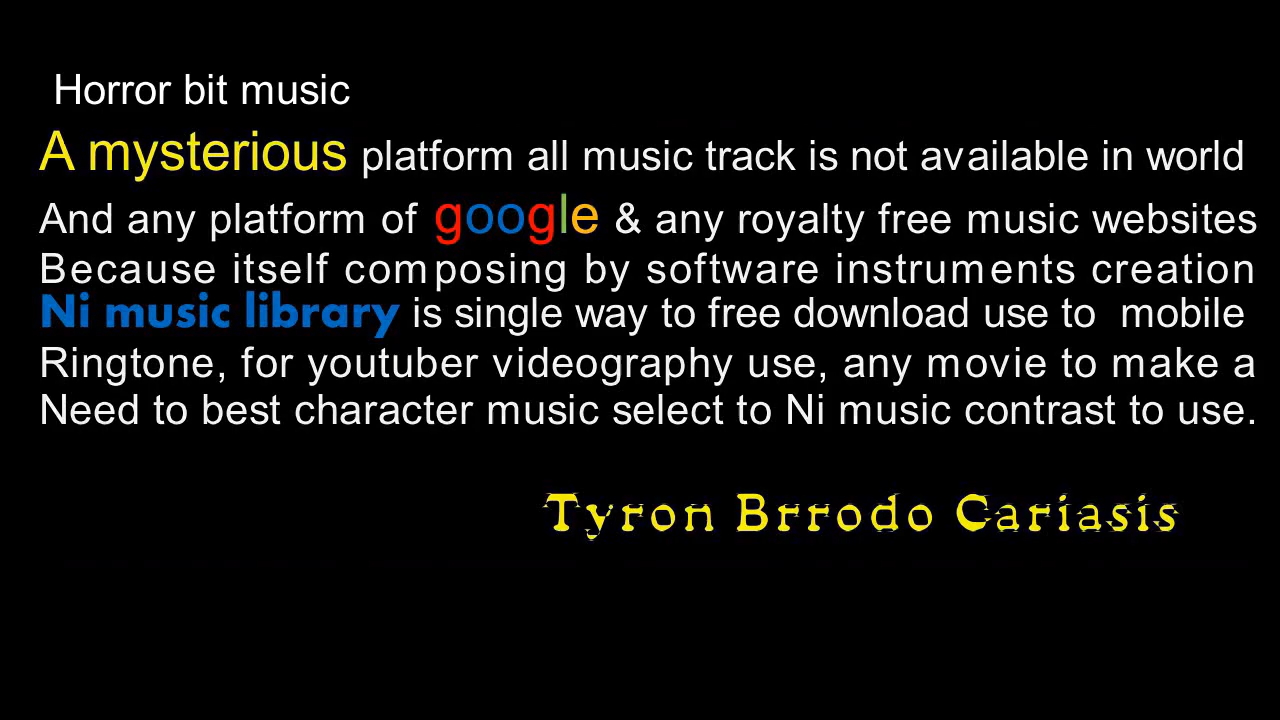 Horror bit music
A mysterious platform all music track is not available in world
And any platform of google & any royalty free music websites
Because itself composing by software instruments creation
Ni music library is single way to free download use to mobile
Ringtone, for youtuber videography use, any movie to make a
Need to best character music select to Ni music contrast to use.
Tyron Brrodo Cariasis